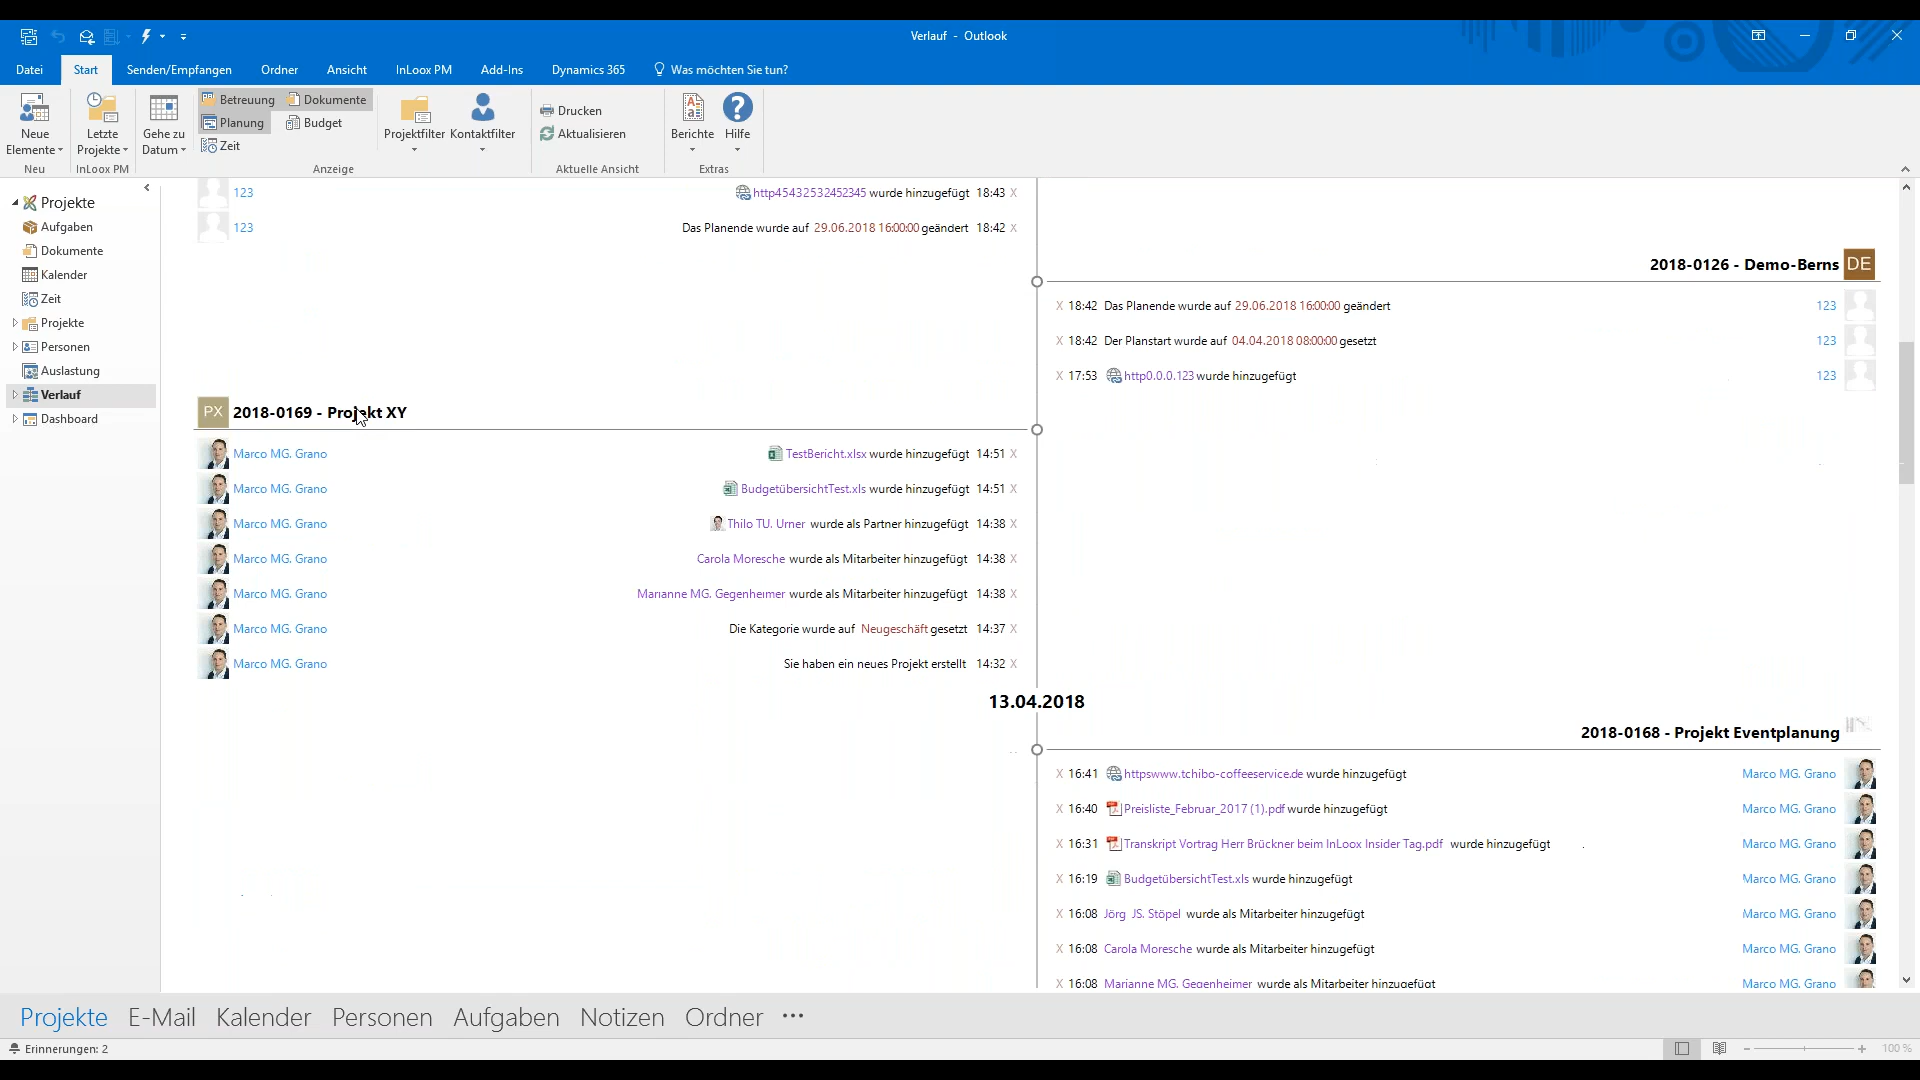 Verlauf - Outlook
Datei Start Senden/Empfangen Ordner Ansicht InLoox PM Add-Ins Dynamics 365 Was möchten Sie tun?
Neue Elemente
Letzte Projekte
Gehe zu Datum
Betreuung Dokumente
Planung Budget
Zeit
Projektfilter Kontaktfilter
Drucken
Aktualisieren
Berichte Hilfe
Neu InLoox PM Anzeige Aktuelle Ansicht Extras
Projekte
Aufgaben
Dokumente
Kalender
Zeit
Projekte
Personen
Auslastung
Verlauf
Dashboard
123 http45432532452345 wurde hinzugefügt 18:43 X
123 Das Planende wurde auf 29.06.2018 16:00:00 geändert 18:42 X
2018-0126 - Demo-Berns DE
X 18:42 Das Planende wurde auf 29.06.2018 16:00:00 geändert 123
X 18:42 Der Planstart wurde auf 04.04.2018 08:00:00 gesetzt 123
X 17:53 http0.0.0.123 wurde hinzugefügt 123
PX 2018-0169 - Projekt XY
Marco MG. Grano TestBericht.xlsx wurde hinzugefügt 14:51 X
Marco MG. Grano BudgetübersichtTest.xls wurde hinzugefügt 14:51 X
Marco MG. Grano Thilo TU. Urner wurde als Partner hinzugefügt 14:38 X
Marco MG. Grano Carola Moresche wurde als Mitarbeiter hinzugefügt 14:38 X
Marco MG. Grano Marianne MG. Gegenheimer wurde als Mitarbeiter hinzugefügt 14:38 X
Marco MG. Grano Die Kategorie wurde auf Neugeschäft gesetzt 14:37 X
Marco MG. Grano Sie haben ein neues Projekt erstellt 14:32 X
13.04.2018
2018-0168 - Projekt Eventplanung
X 16:41 httpswww.tchibo-coffeeservice.de wurde hinzugefügt Marco MG. Grano
X 16:40 Preisliste_Februar_2017 (1).pdf wurde hinzugefügt Marco MG. Grano
X 16:31 Transkript Vortrag Herr Brückner beim InLoox Insider Tag.pdf wurde hinzugefügt Marco MG. Grano
X 16:19 BudgetübersichtTest.xls wurde hinzugefügt Marco MG. Grano
X 16:08 Jörg JS. Stöpel wurde als Mitarbeiter hinzugefügt Marco MG. Grano
X 16:08 Carola Moresche wurde als Mitarbeiter hinzugefügt Marco MG. Grano
X 16:08 Marianne MG. Gegenheimer wurde als Mitarbeiter hinzugefügt Marco MG. Grano
Projekte E-Mail Kalender Personen Aufgaben Notizen Ordner ···
Erinnerungen: 2 100 %